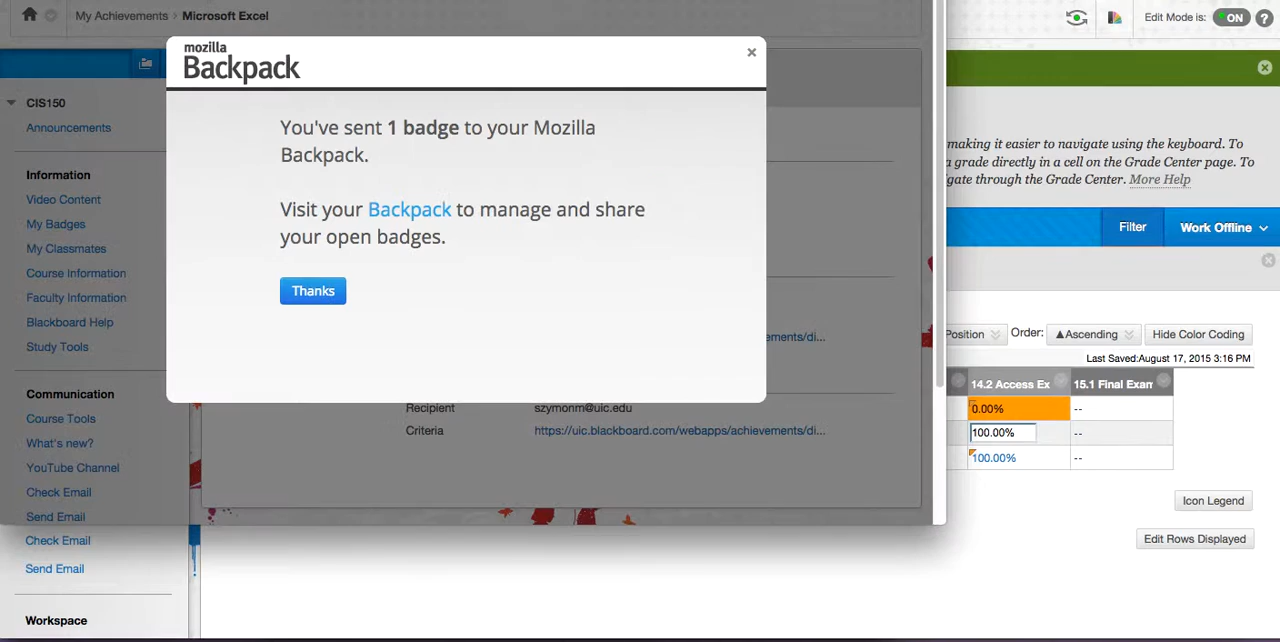 My Achievements > Microsoft Excel
Edit Mode is: ON ?
mozilla
Backpack
×
You've sent 1 badge to your Mozilla
Backpack.
Visit your Backpack to manage and share
your open badges.
Thanks
CIS150
Announcements
Information
Video Content
My Badges
My Classmates
Course Information
Faculty Information
Blackboard Help
Study Tools
Communication
Course Tools
What's new?
YouTube Channel
Check Email
Send Email
Check Email
Send Email
Workspace
Recipient szymonm@uic.edu
Criteria https://uic.blackboard.com/webapps/achievements/di...
ments/di...
making it easier to navigate using the keyboard. To
a grade directly in a cell on the Grade Center page. To
gate through the Grade Center. More Help
Filter Work Offline
Position Order: ▲Ascending Hide Color Coding
Last Saved:August 17, 2015 3:16 PM
14.2 Access Ex 15.1 Final Exam
0.00% --
100.00% --
100.00% --
Icon Legend
Edit Rows Displayed